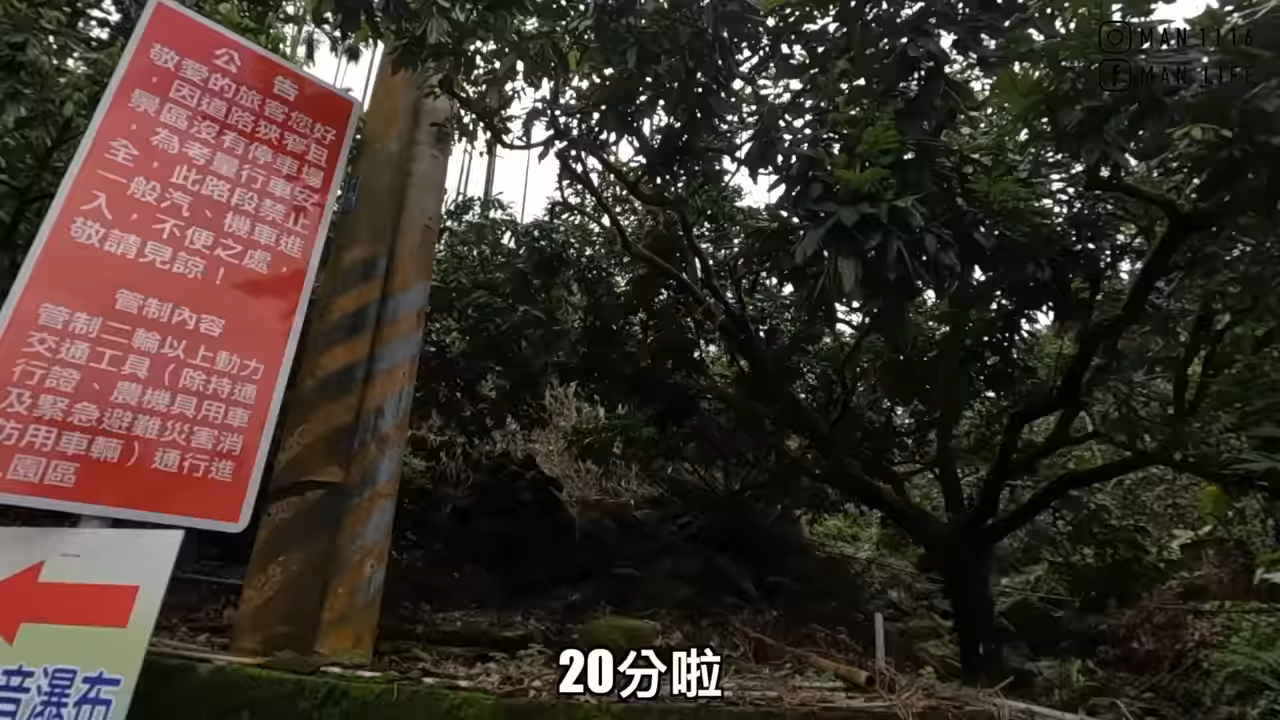 公告
敬愛的旅客您好
，因道路狹窄且
景區沒有停車場
，為考量行車安
全，此路段禁止
一般汽、機車進
入，不便之處，
敬請見諒！
管制內容
管制二輪以上動力
交通工具（除持通
行證、農機具用車
及緊急避難災害消
防用車輛）通行進
園區
音瀑布
20分啦
MAN 1116
MAN LIFE